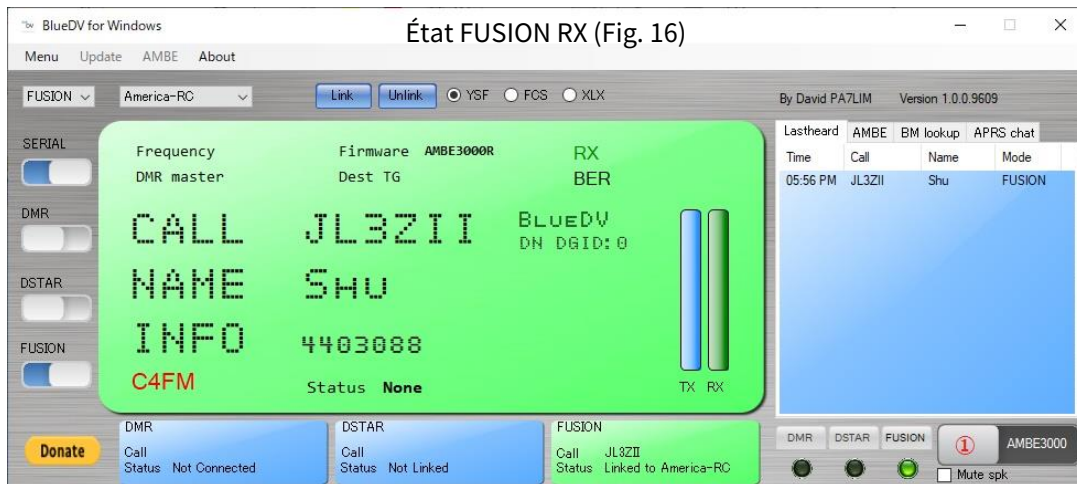 BlueDV for Windows
État FUSION RX (Fig. 16)
Menu Update AMBE About
FUSION America-RC Link Unlink YSF FCS XLX By David PA7LIM Version 1.0.0.9609
SERIAL
DMR
DSTAR
FUSION
Frequency Firmware AMBE3000R RX
DMR master Dest TG BER
CALL JL3ZII BlueDV
DN DGID:0
NAME Shu
INFO 4403088
C4FM Status None TX RX
Lastheard AMBE BM lookup APRS chat
Time Call Name Mode
05:56 PM JL3ZII Shu FUSION
Donate
DMR
Call
Status Not Connected
DSTAR
Call
Status Not Linked
FUSION
Call JL3ZII
Status Linked to America-RC
DMR DSTAR FUSION ① AMBE3000
Mute spk